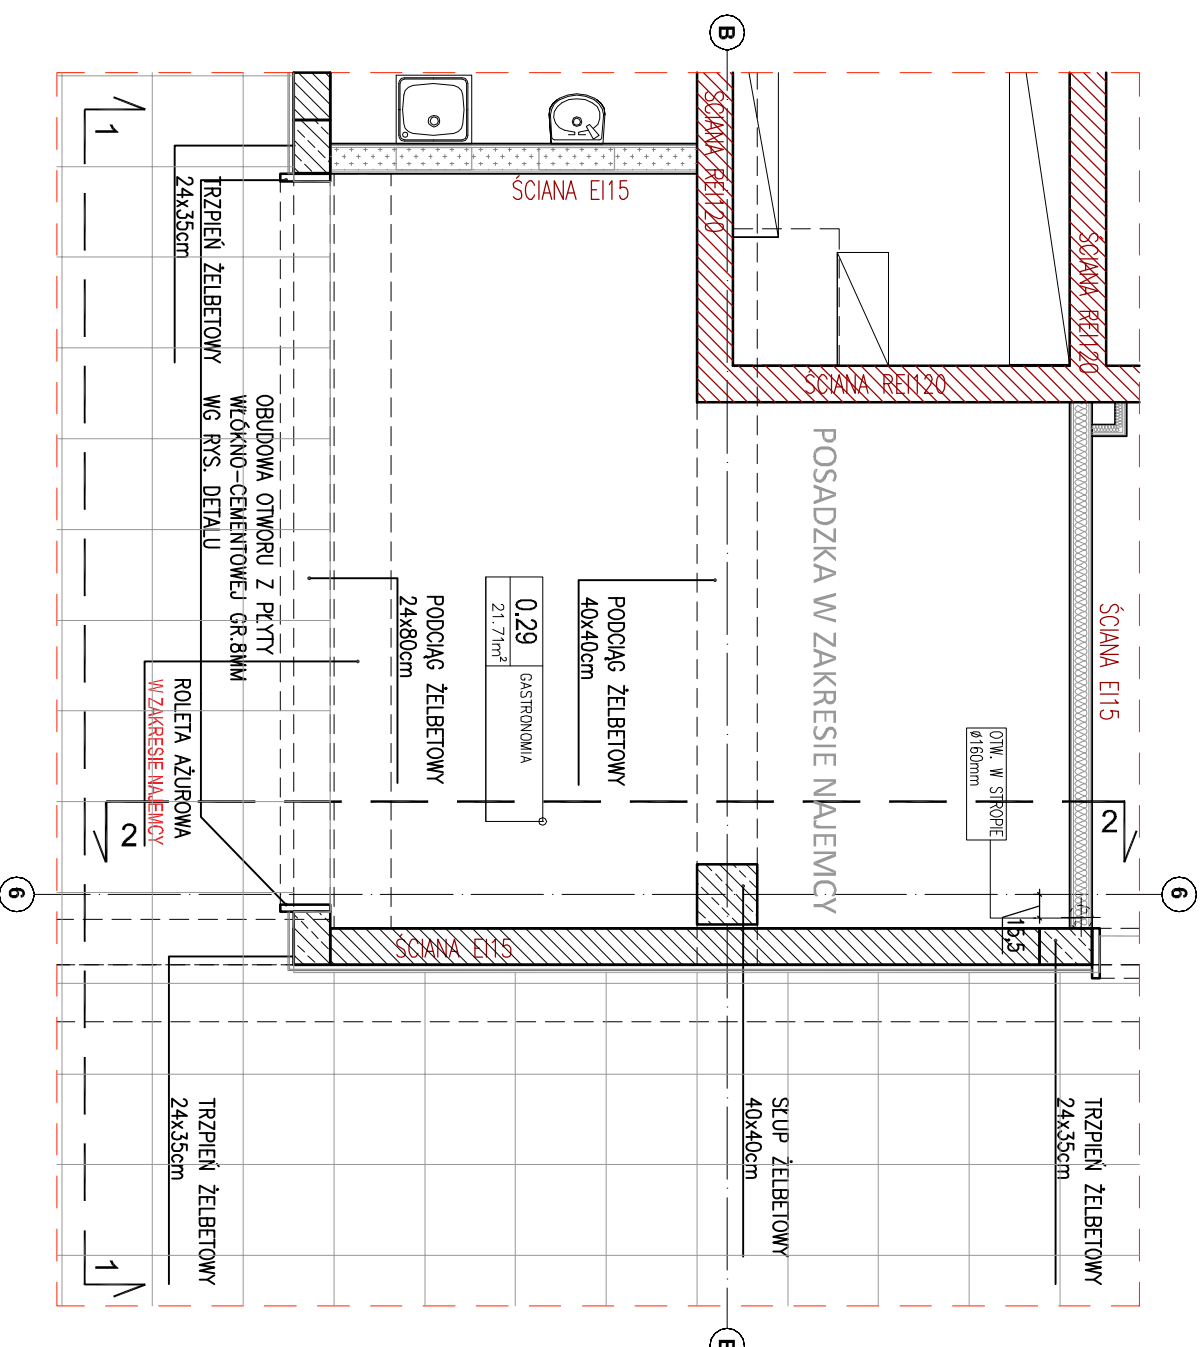 B
1
TRZPIEŃ ŻELBETOWY
24x35cm
ŚCIANA EI15
ŚCIANA REI120
ŚCIANA REI120
ŚCIANA REI120
OBUDOWA OTWORU Z PŁYTY
WŁÓKNO-CEMENTOWEJ GR.8MM
WG RYS. DETALU
POSADZKA W ZAKRESIE NAJEMCY
PODCIĄG ŻELBETOWY
24x80cm
0.29
21.71m²
GASTRONOMIA
PODCIĄG ŻELBETOWY
40x40cm
ŚCIANA EI15
ROLETA AŻUROWA
W ZAKRESIE NAJEMCY
OTW. W STROPIE
ø160mm
2
2
6
6
15,5
ŚCIANA EI15
TRZPIEŃ ŻELBETOWY
24x35cm
SŁUP ŻELBETOWY
40x40cm
TRZPIEŃ ŻELBETOWY
24x35cm
1
B